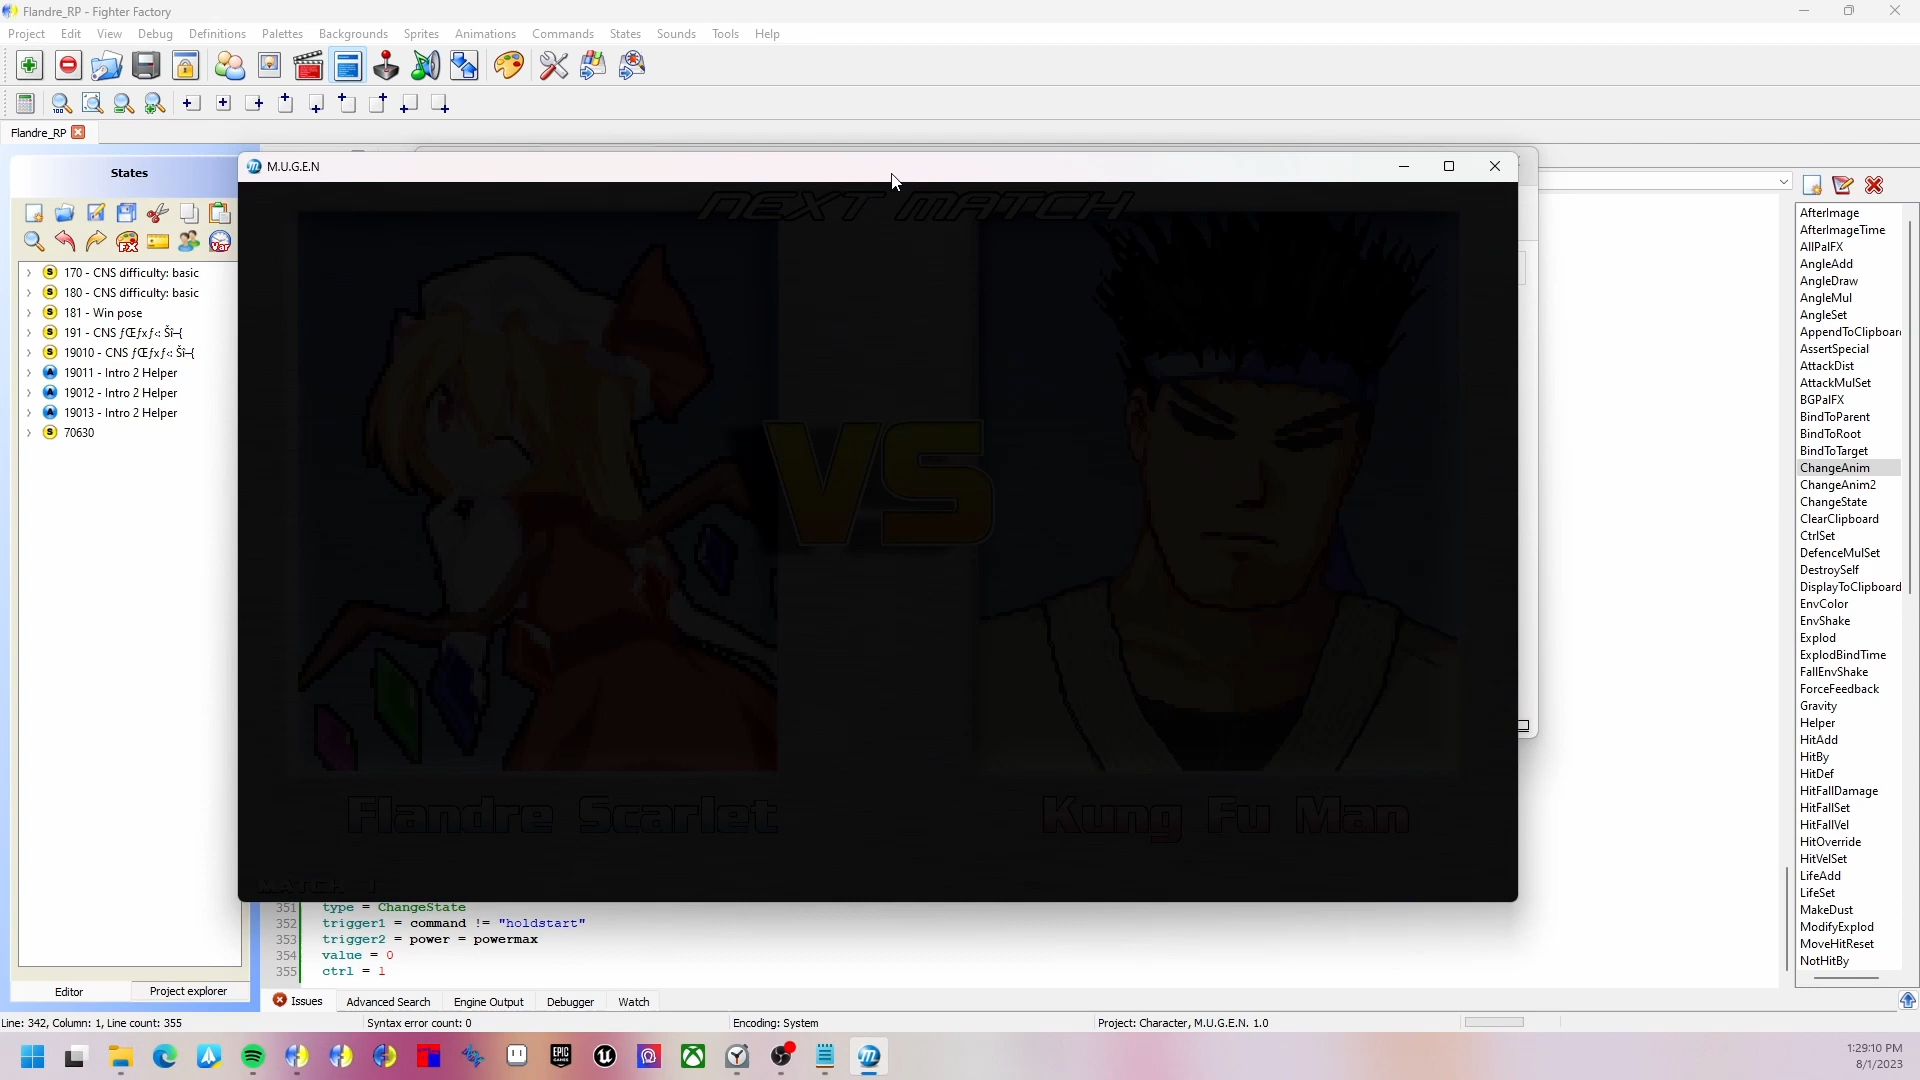 Flandre_RP - Fighter Factory
Project Edit View Debug Definitions Palettes Backgrounds Sprites Animations Commands States Sounds Tools Help
Flandre_RP
States
M.U.G.E.N
NEXT MATCH
VS
Flandre Scarlet
Kung Fu Man
MATCH 1
170 - CNS difficulty: basic
180 - CNS difficulty: basic
181 - Win pose
191 - CNS ƒŒƒxƒ‹: Šî–{
19010 - CNS ƒŒƒxƒ‹: Šî–{
19011 - Intro 2 Helper
19012 - Intro 2 Helper
19013 - Intro 2 Helper
70630
351 type = ChangeState
352 trigger1 = command != "holdstart"
353 trigger2 = power = powermax
354 value = 0
355 ctrl = 1
AfterImage
AfterImageTime
AllPalFX
AngleAdd
AngleDraw
AngleMul
AngleSet
AppendToClipboar
AssertSpecial
AttackDist
AttackMulSet
BGPalFX
BindToParent
BindToRoot
BindToTarget
ChangeAnim
ChangeAnim2
ChangeState
ClearClipboard
CtrlSet
DefenceMulSet
DestroySelf
DisplayToClipboard
EnvColor
EnvShake
Explod
ExplodBindTime
FallEnvShake
ForceFeedback
Gravity
Helper
HitAdd
HitBy
HitDef
HitFallDamage
HitFallSet
HitFallVel
HitOverride
HitVelSet
LifeAdd
LifeSet
MakeDust
ModifyExplod
MoveHitReset
NotHitBy
Editor Project explorer
Issues Advanced Search Engine Output Debugger Watch
Line: 342, Column: 1, Line count: 355 Syntax error count: 0 Encoding: System Project: Character, M.U.G.E.N. 1.0
1:29:10 PM
8/1/2023